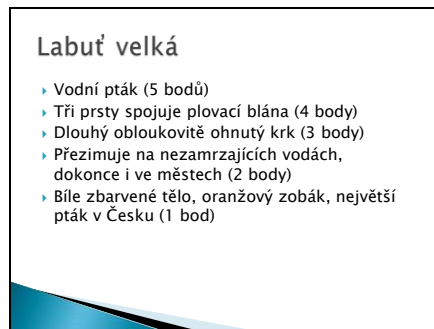 Labuť velká
Vodní pták (5 bodů)
Tři prsty spojuje plovací blána (4 body)
Dlouhý obloukovitě ohnutý krk (3 body)
Přezimuje na nezamrzajících vodách,
dokonce i ve městech (2 body)
Bíle zbarvené tělo, oranžový zobák, největší
pták v Česku (1 bod)